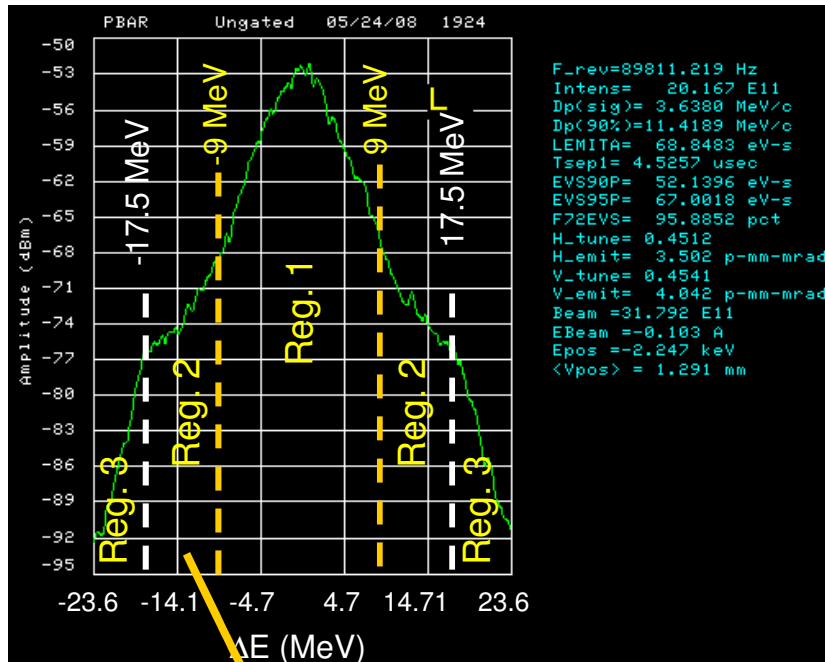 PBAR Ungated 05/24/08 1924
Amplitude (dBm)
-50
-53
-56
-59
-62
-65
-68
-71
-74
-77
-80
-83
-86
-89
-92
-95
-17.5 MeV
-9 MeV
9 MeV
L
17.5 MeV
Reg. 3
Reg. 2
Reg.1
Reg. 2
Reg. 3
-23.6 -14.1 -4.7 4.7 14.71 23.6
ΔE (MeV)
F_rev=89811.219 Hz
Intens= 20.167 E11
Dp(sig)= 3.6380 MeV/c
Dp(90%)=11.4189 MeV/c
LEMITA= 68.8483 eV-s
Tsep1= 4.5257 usec
EVS90P= 52.1396 eV-s
EVS95P= 67.0018 eV-s
F72EVS= 95.8852 pct
H_tune= 0.4512
H_emit= 3.502 p-mm-mrad
V_tune= 0.4541
V_emit= 4.042 p-mm-mrad
Beam =31.792 E11
EBeam =-0.103 A
Epos =-2.247 keV
<Vpos> = 1.291 mm